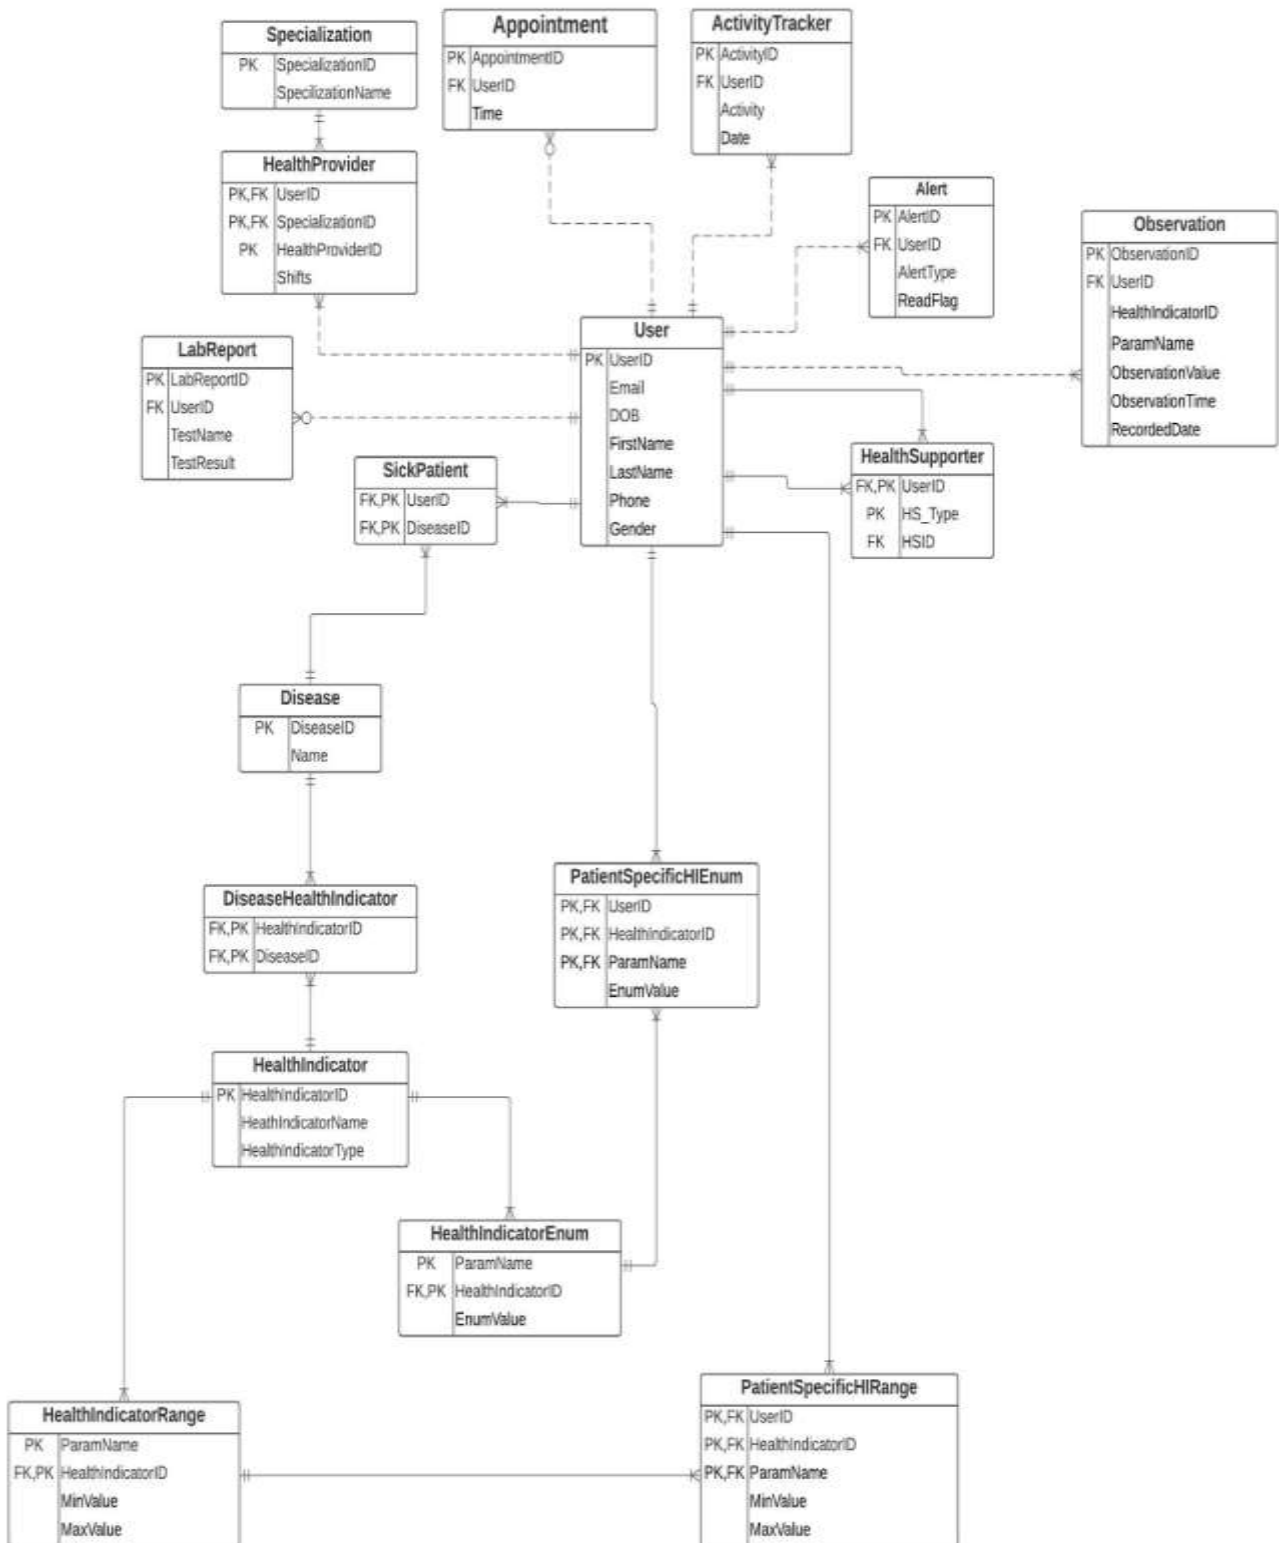 Specialization
PK SpecializationID
SpecilizationName
Appointment
PK AppointmentID
FK UserID
Time
ActivityTracker
PK ActivityID
FK UserID
Activity
Date
HealthProvider
PK,FK UserID
PK,FK SpecializationID
PK HealthProviderID
Shifts
Alert
PK AlertID
FK UserID
AlertType
ReadFlag
Observation
PK ObservationID
FK UserID
HealthIndicatorID
ParamName
ObservationValue
ObservationTime
RecordedDate
LabReport
PK LabReportID
FK UserID
TestName
TestResult
User
PK UserID
Email
DOB
FirstName
LastName
Phone
Gender
SickPatient
FK,PK UserID
FK,PK DiseaseID
HealthSupporter
FK,PK UserID
PK HS_Type
FK HSID
Disease
PK DiseaseID
Name
DiseaseHealthIndicator
FK,PK HealthIndicatorID
FK,PK DiseaseID
PatientSpecificHIEnum
PK,FK UserID
PK,FK HealthIndicatorID
PK,FK ParamName
EnumValue
HealthIndicator
PK HealthIndicatorID
HeathIndicatorName
HealthIndicatorType
HealthIndicatorEnum
PK ParamName
FK,PK HealthIndicatorID
EnumValue
HealthIndicatorRange
PK ParamName
FK,PK HealthIndicatorID
MinValue
MaxValue
PatientSpecificHIRange
PK,FK UserID
PK,FK HealthIndicatorID
PK,FK ParamName
MinValue
MaxValue